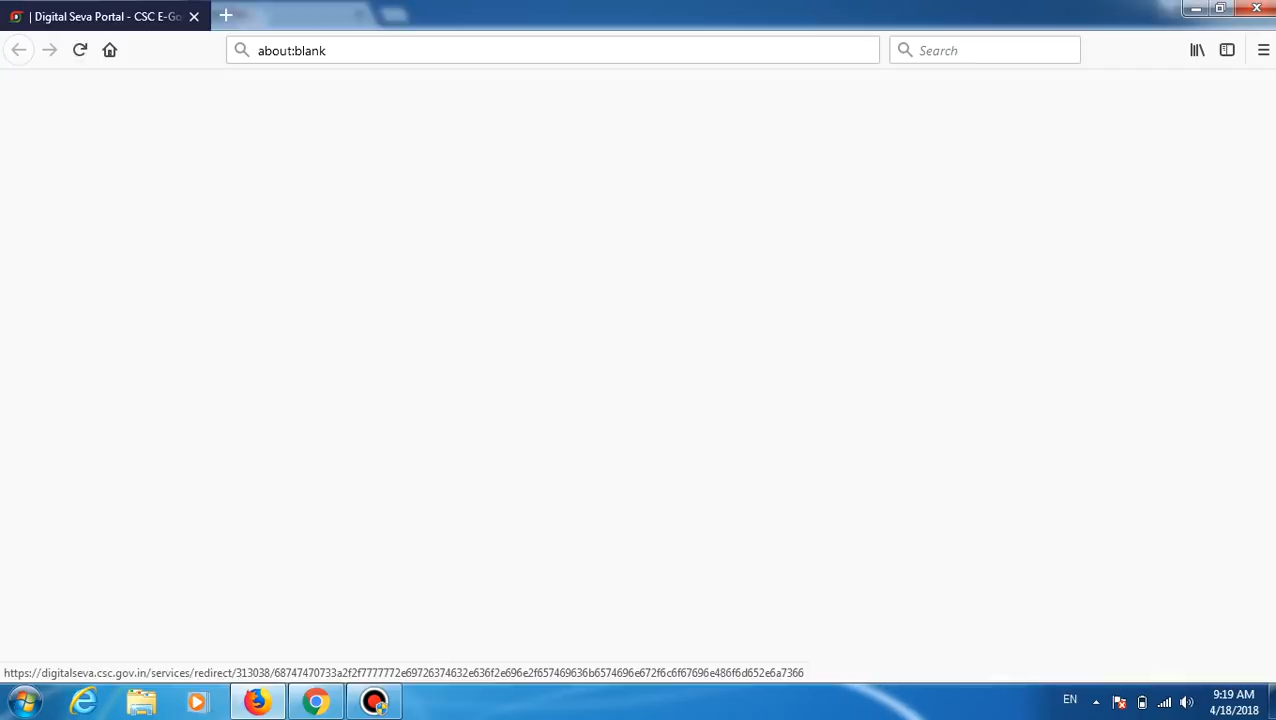 | Digital Seva Portal - CSC E-Go
about:blank
Search
https://digitalseva.csc.gov.in/services/redirect/313038/68747470733a2f2f7777772e69726374632e636f2e696e2f657469636b6574696e672f6c6f67696e486f6d652e6a7366
EN
9:19 AM
4/18/2018